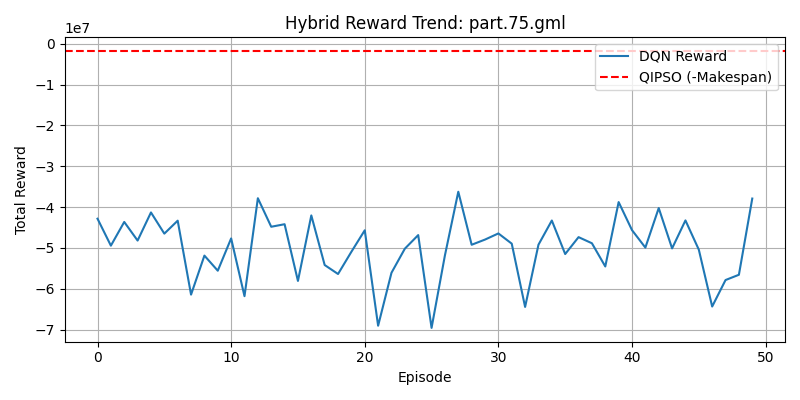 Hybrid Reward Trend: part.75.gml
1e7
0
−1
−2
−3
−4
−5
−6
−7
Total Reward
DQN Reward
QIPSO (-Makespan)
0 10 20 30 40 50
Episode